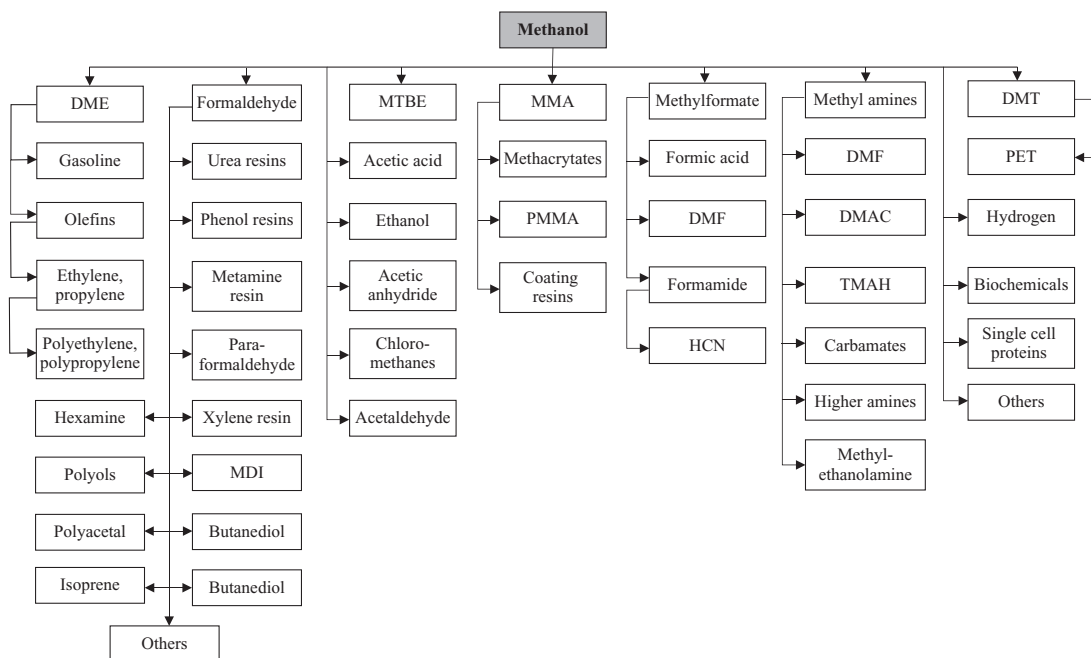 Methanol
DME
Formaldehyde
MTBE
MMA
Methylformate
Methyl amines
DMT
Gasoline
Urea resins
Acetic acid
Methacrytates
Formic acid
DMF
PET
Olefins
Phenol resins
Ethanol
PMMA
DMF
DMAC
Hydrogen
Ethylene,
propylene
Metamine
resin
Acetic
anhydride
Coating
resins
Formamide
TMAH
Biochemicals
Polyethylene,
polypropylene
Para-
formaldehyde
Chloro-
methanes
HCN
Carbamates
Single cell
proteins
Hexamine
Xylene resin
Acetaldehyde
Higher amines
Others
Polyols
MDI
Methyl-
ethanolamine
Polyacetal
Butanediol
Isoprene
Butanediol
Others